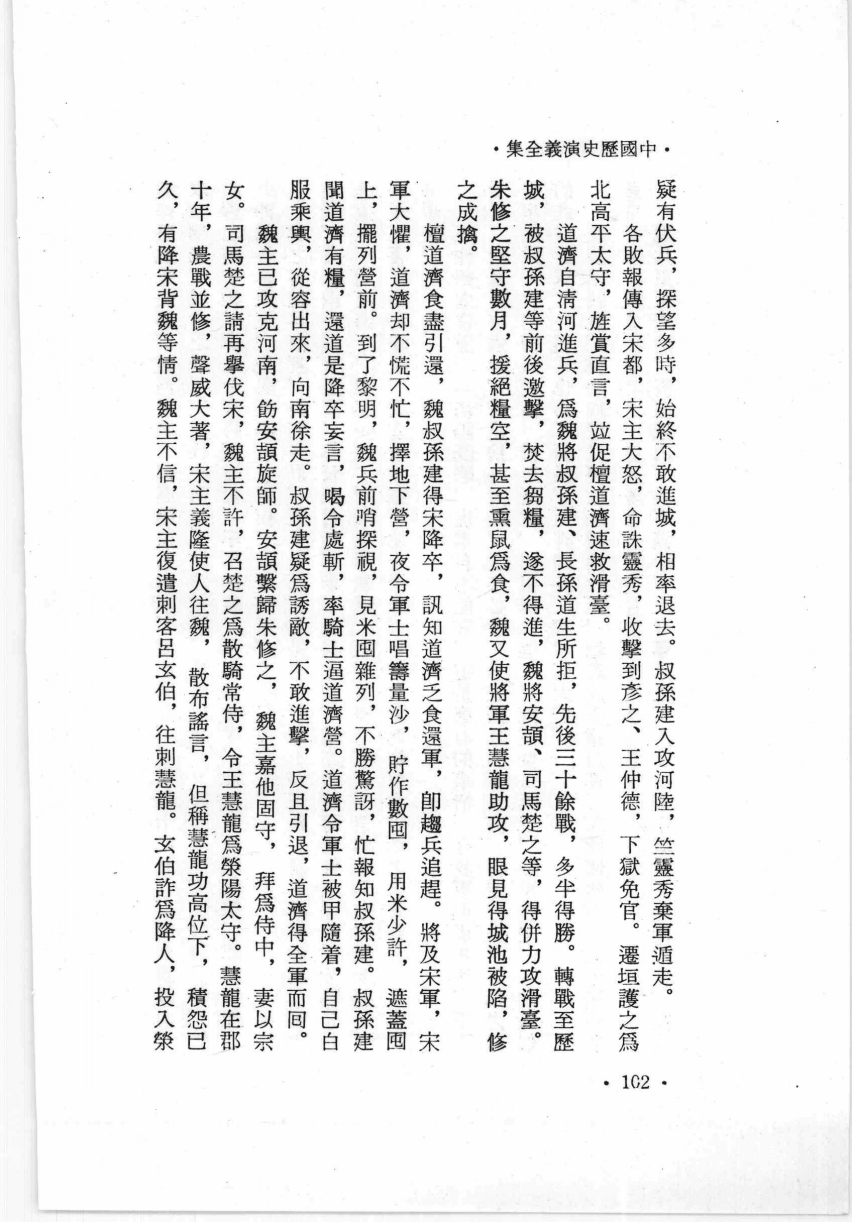 ·中國歷史演義全集·
疑有伏兵，探望多時，始終不敢進城，相率退去。叔孫建入攻河陸，竺靈秀棄軍遁走。
各敗報傳入宋都，宋主大怒，命誅靈秀，收擊到彥之、王仲德，下獄免官。遷垣護之爲
北高平太守，旌賞直言，竝促檀道濟速救滑臺。
道濟自淸河進兵，爲魏將叔孫建、長孫道生所拒，先後三十餘戰，多半得勝。轉戰至歷
城，被叔孫建等前後邀擊，焚去芻糧，遂不得進，魏將安頡、司馬楚之等，得併力攻滑臺。
朱修之堅守數月，援絕糧空，甚至熏鼠爲食，魏又使將軍王慧龍助攻，眼見得城池被陷，修
之成擒。
檀道濟食盡引還，魏叔孫建得宋降卒，訊知道濟乏食還軍，卽趨兵追趕。將及宋軍，宋
軍大懼，道濟却不慌不忙，擇地下營，夜令軍士唱籌量沙，貯作數囤，用米少許，遮蓋囤
上，擺列營前。到了黎明，魏兵前哨探視，見米囤雜列，不勝驚訝，忙報知叔孫建。叔孫建
聞道濟有糧，還道是降卒妄言，喝令處斬，率騎士逼道濟營。道濟令軍士被甲隨着，自己白
服乘輿，從容出來，向南徐走。叔孫建疑爲誘敵，不敢進擊，反且引退，道濟得全軍而回。
魏主已攻克河南，飭安頡旋師。安頡繫歸朱修之，魏主嘉他固守，拜爲侍中，妻以宗
女。司馬楚之請再舉伐宋，魏主不許，召楚之爲散騎常侍，令王慧龍爲滎陽太守。慧龍在郡
十年，農戰並修，聲威大著，宋主義隆使人往魏，散布謠言，但稱慧龍功高位下，積怨已
久，有降宋背魏等情。魏主不信，宋主復遣刺客呂玄伯，往刺慧龍。玄伯詐爲降人，投入滎
·102·